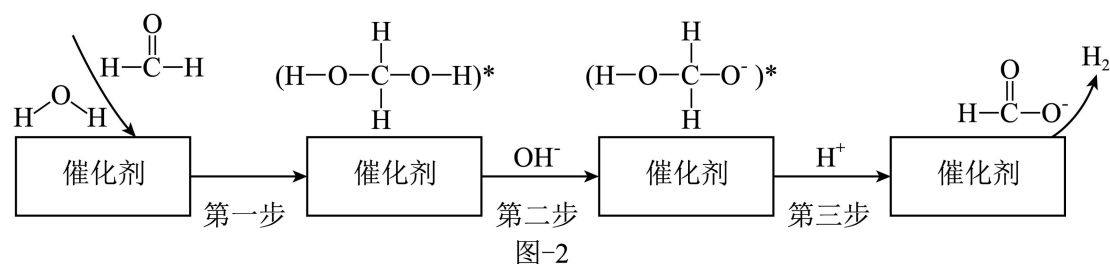 O
H
H
H
H-C-H
(H-O-C-O-H)*
(H-O-C-O⁻)*
O
H₂
H
O
H
H
H
H-C-O⁻
催化剂
催化剂
OH⁻
催化剂
H⁺
催化剂
第一步
第二步
第三步
图-2